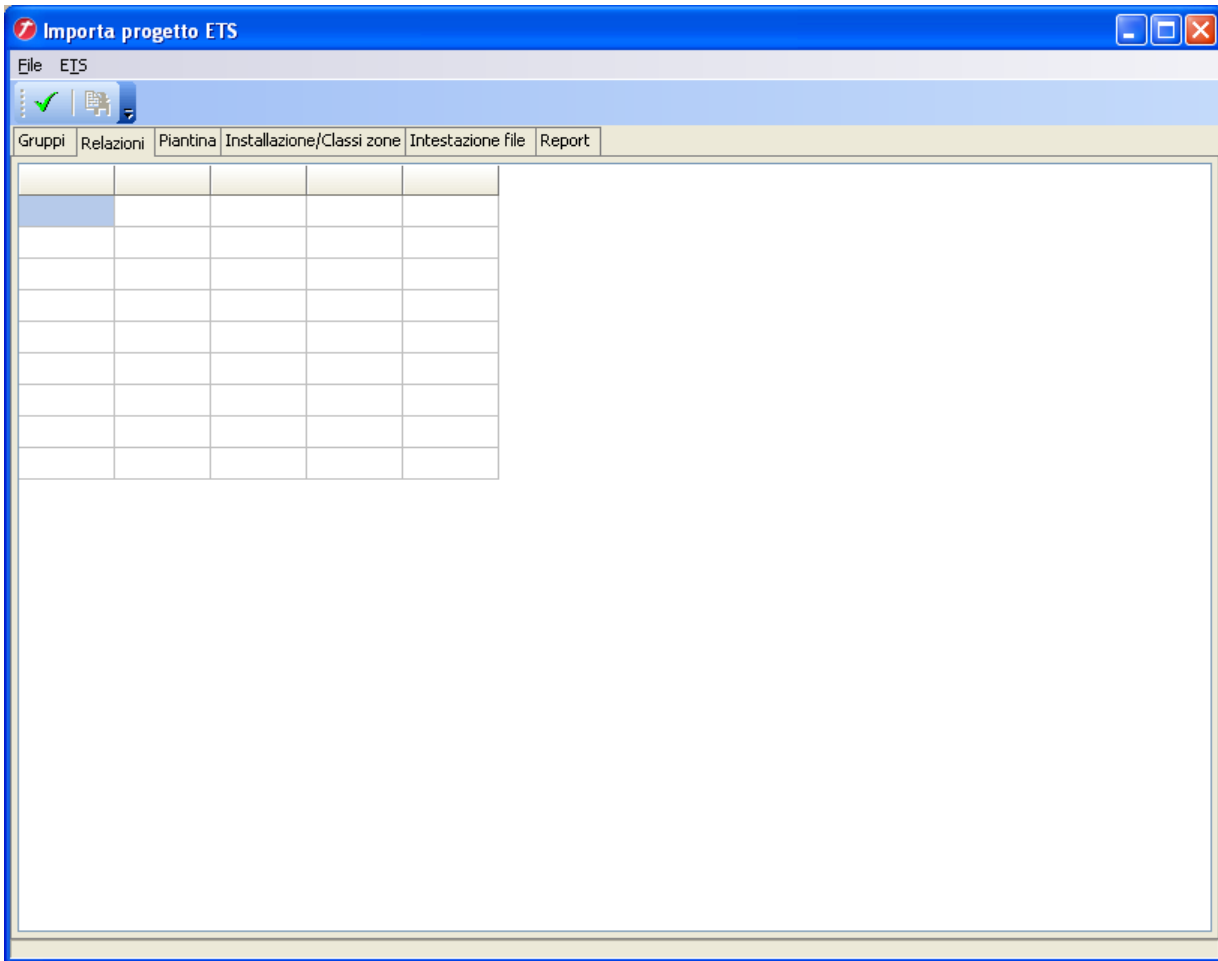 Importa progetto ETS
File ETS
Gruppi Relazioni Piantina Installazione/Classi zone Intestazione file Report